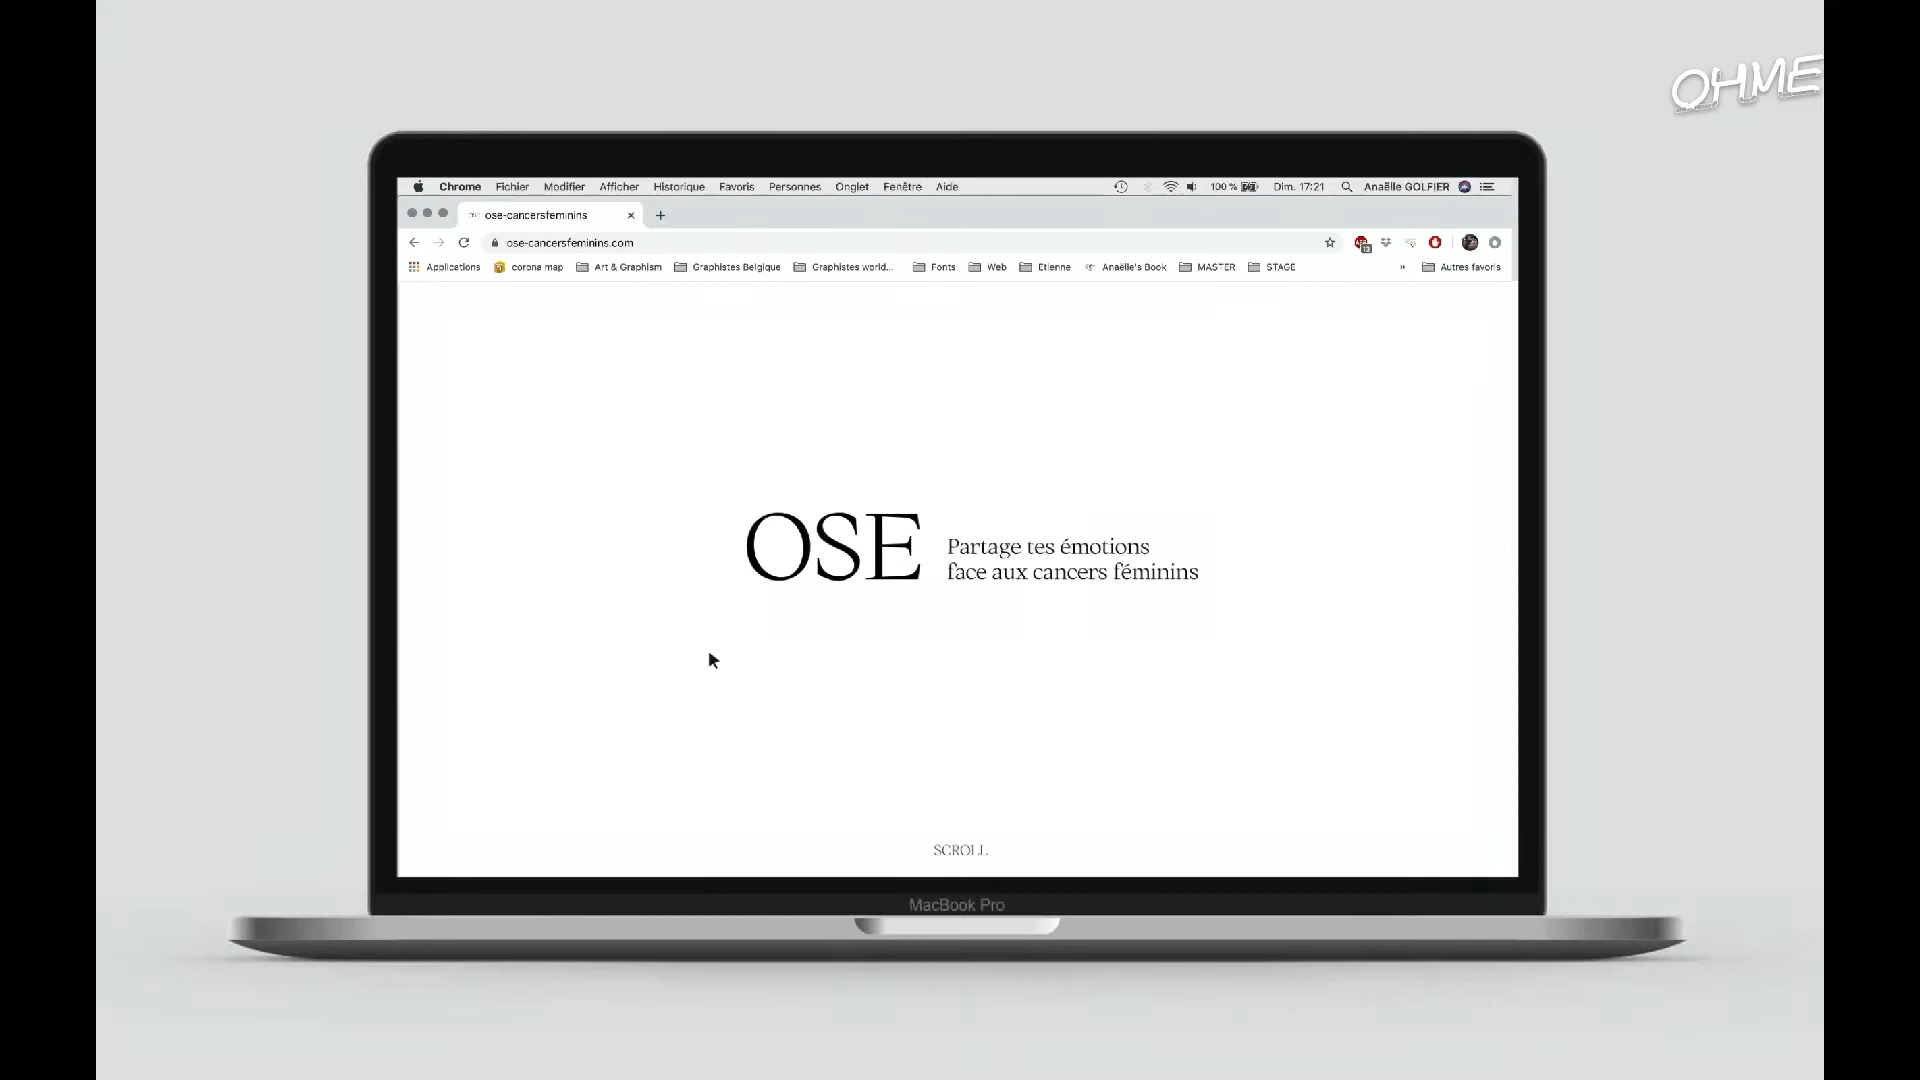 OHME
Chrome Fichier Modifier Afficher Historique Favoris Personnes Onglet Fenêtre Aide 100 % Dim. 17:21 Anaëlle GOLFIER
ose-cancersfeminins
ose-cancersfeminins.com
Applications corona map Art & Graphism Graphistes Belgique Graphistes world... Fonts Web Etienne Anaëlle's Book MASTER STAGE » Autres favoris
OSE
Partage tes émotions
face aux cancers féminins
SCROLL
MacBook Pro